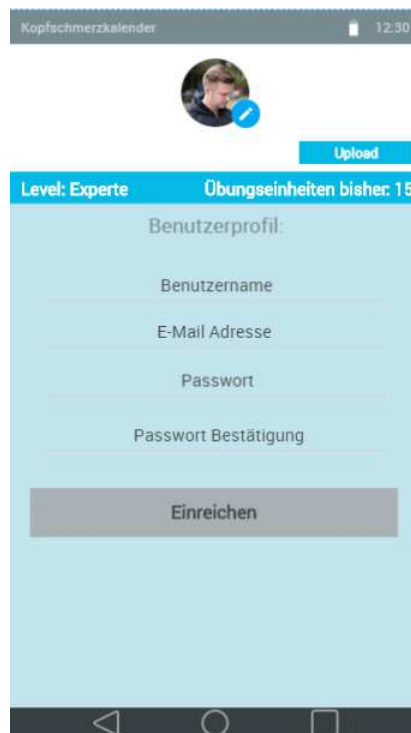 Kopfschmerzkalender 12:30
Upload
Level: Experte Übungseinheiten bisher: 15
Benutzerprofil:
Benutzername
E-Mail Adresse
Passwort
Passwort Bestätigung
Einreichen